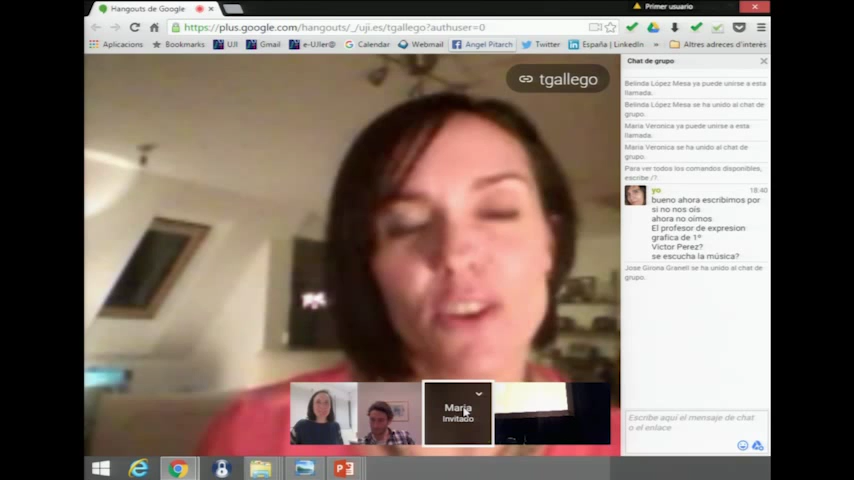 Hangouts de Google
Primer usuario
https://plus.google.com/hangouts/_/uji.es/tgallego?authuser=0
Aplicacions
Bookmarks
UJI
Gmail
e-UJIer@
Calendar
Webmail
Angel Pitarch
Twitter
España | LinkedIn
»
Altres adreces d'interès
tgallego
Chat de grupo
Belinda López Mesa ya puede unirse a esta
llamada.
Belinda López Mesa se ha unido al chat de
grupo.
Maria Veronica ya puede unirse a esta
llamada.
Maria Veronica se ha unido al chat de
grupo.
Para ver todos los comandos disponibles,
escribe /?.
yo 18:40
bueno ahora escribimos por
si no nos ois
ahora no oimos
El profesor de expresion
grafica de 1º
Victor Perez?
se escucha la música?
Jose Girona Granell se ha unido al chat de
grupo.
Maria
Invitado
Escribe aquí el mensaje de chat
o el enlace